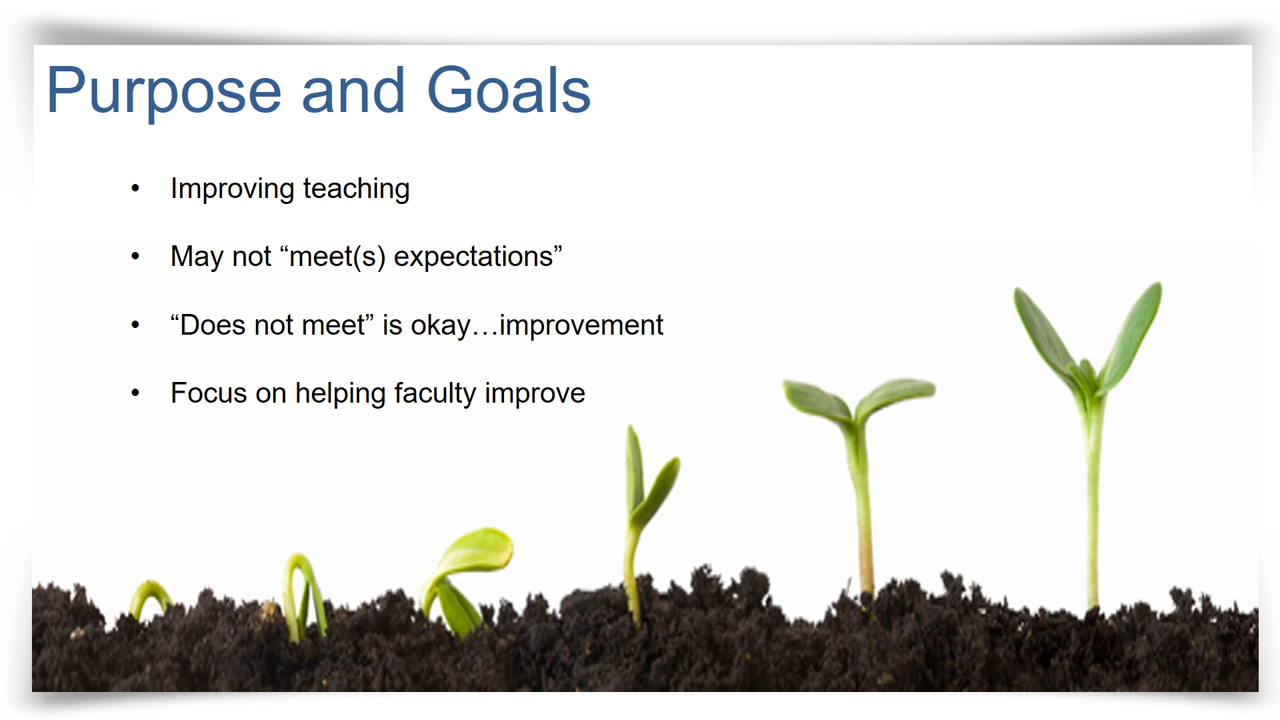 Purpose and Goals
• Improving teaching
• May not “meet(s) expectations”
• “Does not meet” is okay…improvement
• Focus on helping faculty improve